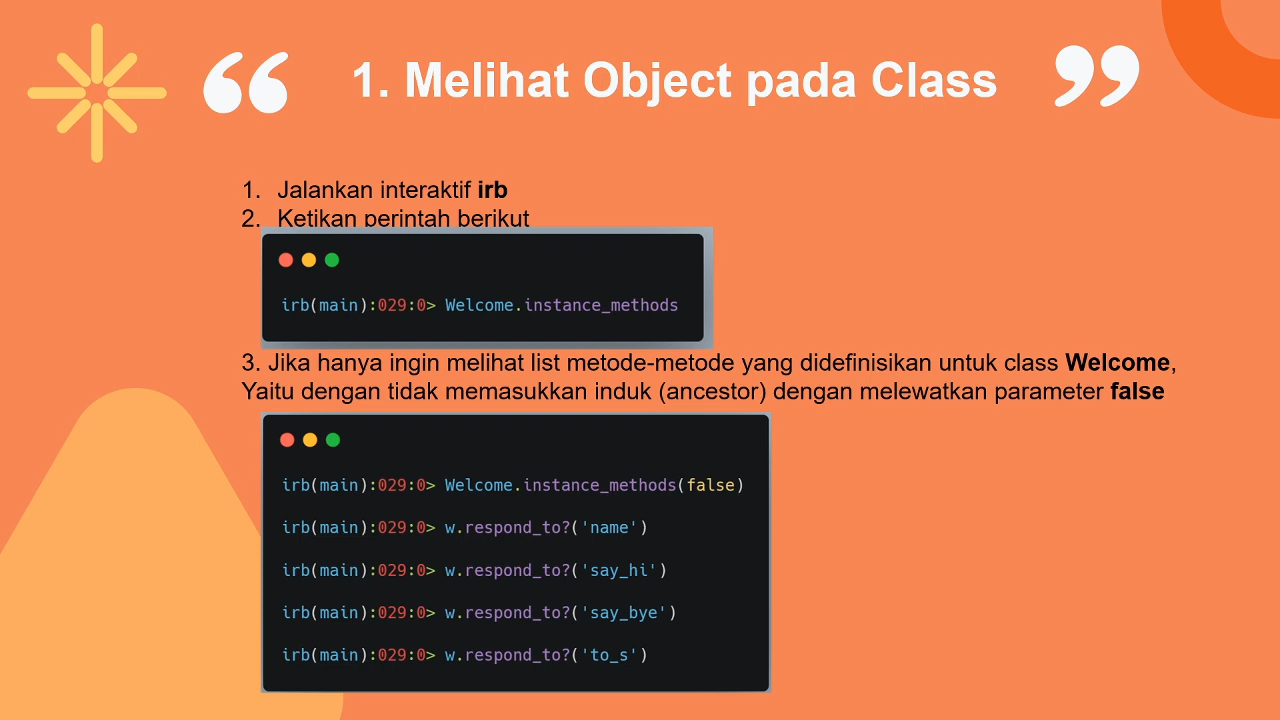 “ 1. Melihat Object pada Class ”
1. Jalankan interaktif irb
2. Ketikan perintah berikut
irb(main):029:0> Welcome.instance_methods
3. Jika hanya ingin melihat list metode-metode yang didefinisikan untuk class Welcome,
Yaitu dengan tidak memasukkan induk (ancestor) dengan melewatkan parameter false
irb(main):029:0> Welcome.instance_methods(false)
irb(main):029:0> w.respond_to?('name')
irb(main):029:0> w.respond_to?('say_hi')
irb(main):029:0> w.respond_to?('say_bye')
irb(main):029:0> w.respond_to?('to_s')